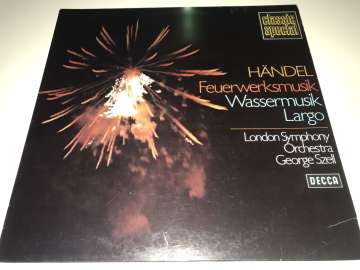 classic
special
HÄNDEL
Feuerwerksmusik
Wassermusik
Largo
London Symphony
Orchestra
George Szell
DECCA